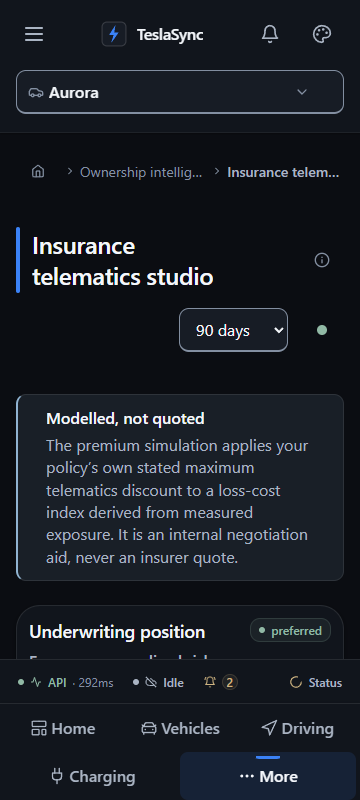 TeslaSync
Aurora
Ownership intellig... Insurance telem...
Insurance
telematics studio
90 days
Modelled, not quoted
The premium simulation applies your
policy's own stated maximum
telematics discount to a loss-cost
index derived from measured
exposure. It is an internal negotiation
aid, never an insurer quote.
Underwriting position preferred
API · 292ms Idle 2 Status
Home Vehicles Driving
Charging More